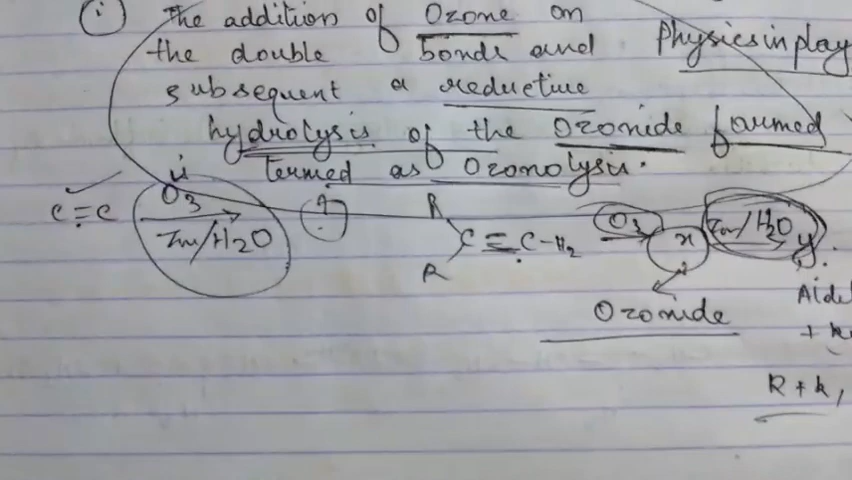 (i) The addition of Ozone on
the double bonds and
Physicsinplay
subsequent a reductive
hydrolysis of the Ozonide formed
termed as Ozonolysis.
C=C O3 Zn/H2O
R R C=C-H2 O3 x Zn/H2O y.
Ozonide
Alde
R + k,